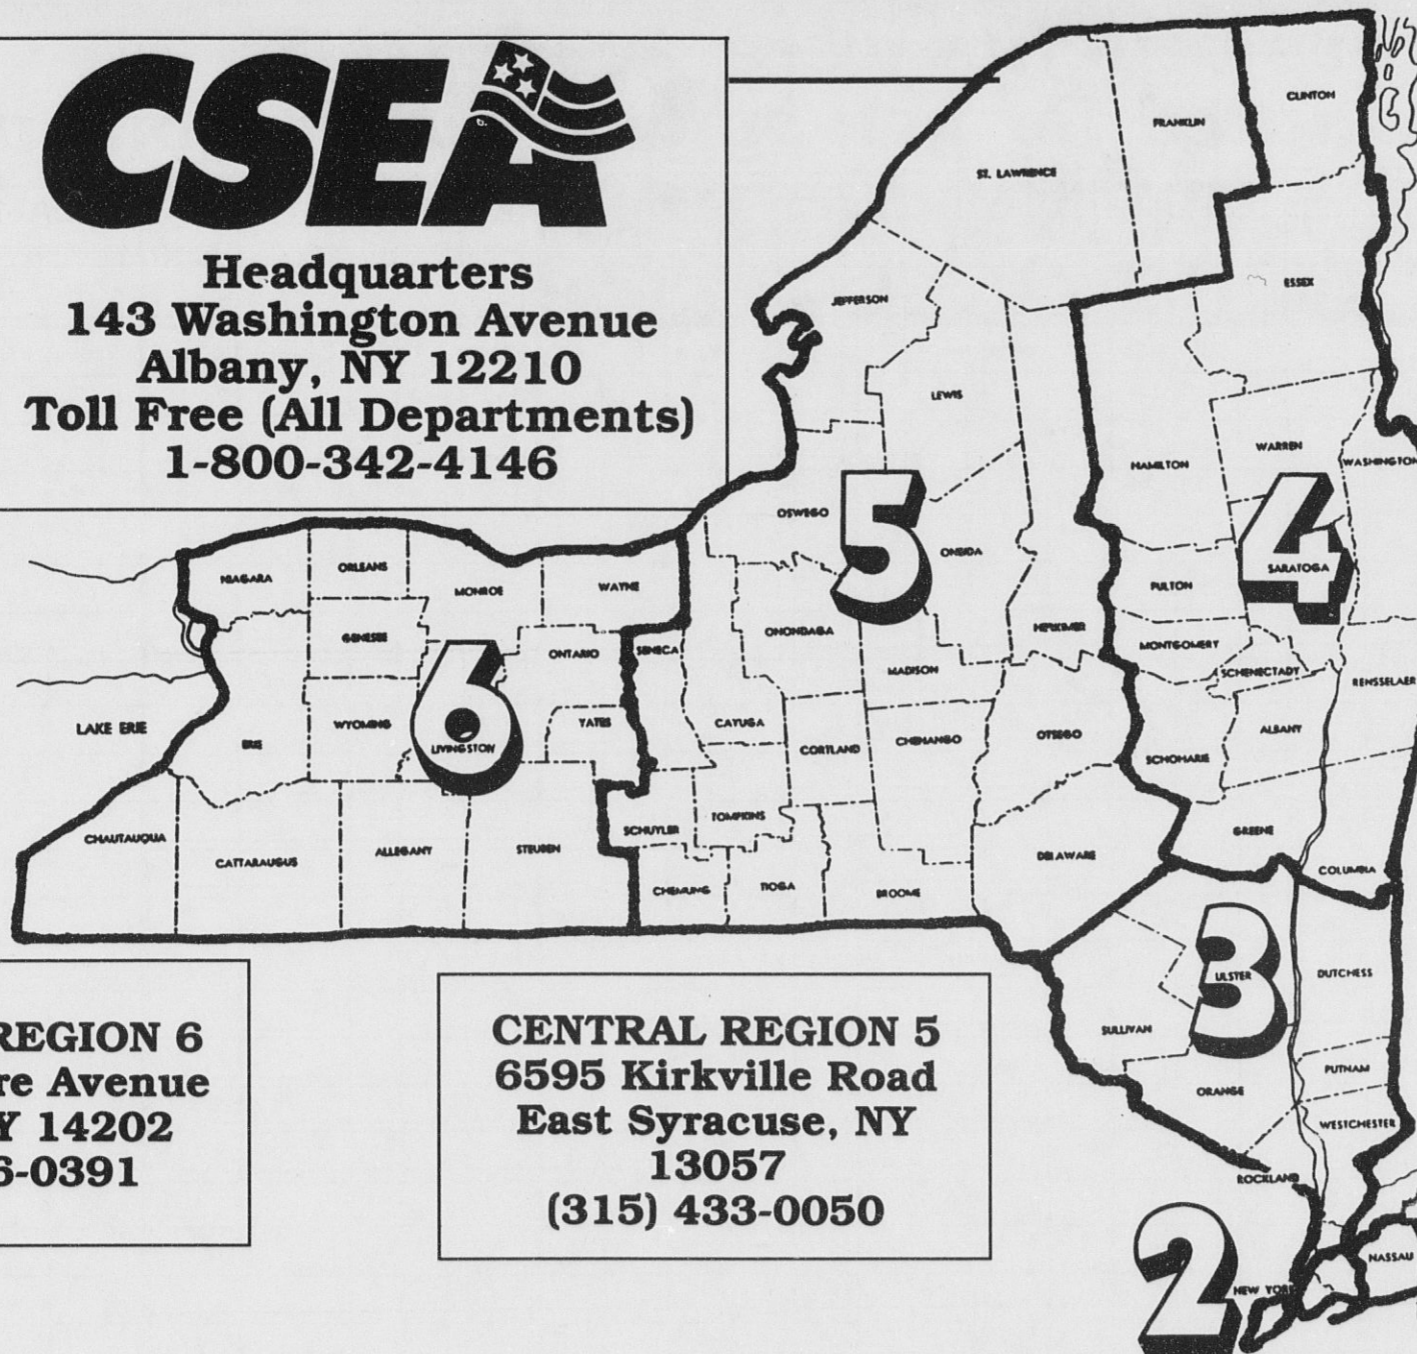 CSEA
Headquarters
143 Washington Avenue
Albany, NY 12210
Toll Free (All Departments)
1-800-342-4146
CLINTON
FRANKLIN
ST. LAWRENCE
ESSEX
JEFFERSON
LEWIS
HAMILTON
WARREN
WASHINGTON
OSWEGO
5
ONEIDA
4
SARATOGA
FULTON
HERKIMER
MONTGOMERY
SCHENECTADY
RENSSELAER
NIAGARA
ORLEANS
MONROE
WAYNE
GENESEE
ONTARIO
SENECA
ONONDAGA
MADISON
6
LAKE ERIE
ERIE
WYOMING
LIVINGSTON
YATES
CAYUGA
CORTLAND
CHENANGO
OTSEGO
ALBANY
SCHOHARIE
CHAUTAUQUA
CATTARAUGUS
ALLEGANY
STEUBEN
SCHUYLER
TOMPKINS
GREENE
DELAWARE
COLUMBIA
CHEMUNG
TIOGA
BROOME
3
ULSTER
DUTCHESS
SULLIVAN
ORANGE
PUTNAM
WESTCHESTER
ROCKLAND
2
NEW YORK
NASSAU
REGION 6
re Avenue
Y 14202
6-0391
CENTRAL REGION 5
6595 Kirkville Road
East Syracuse, NY
13057
(315) 433-0050